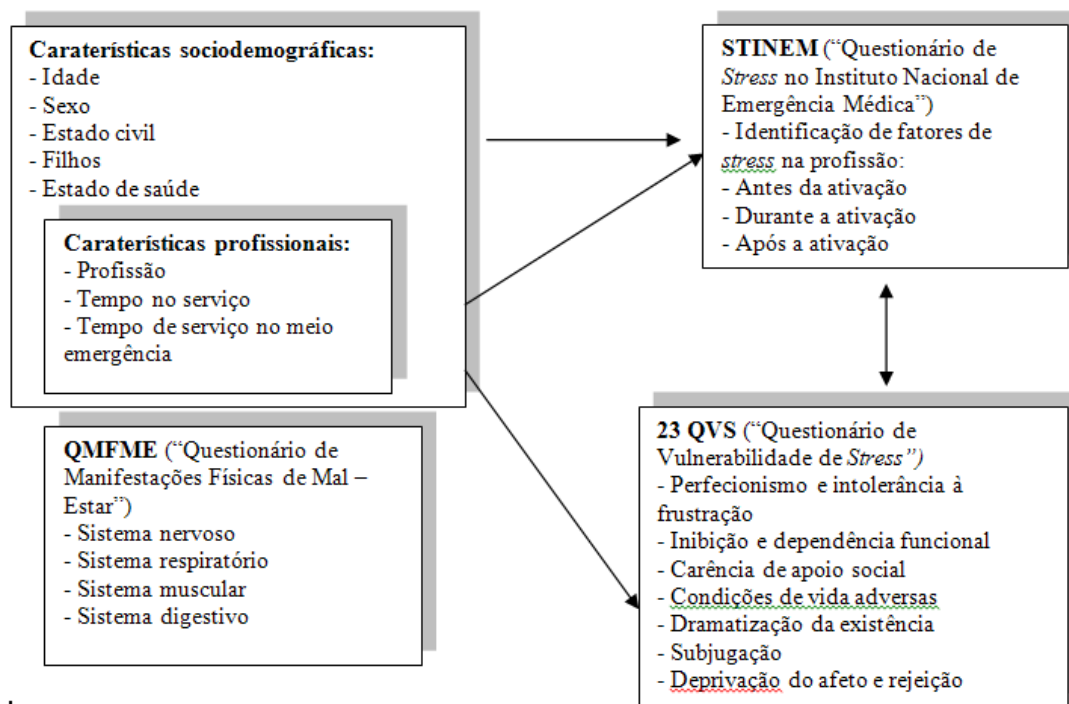 Caraterísticas sociodemográficas:
- Idade
- Sexo
- Estado civil
- Filhos
- Estado de saúde
Caraterísticas profissionais:
- Profissão
- Tempo no serviço
- Tempo de serviço no meio
emergência
QMFME (“Questionário de
Manifestações Físicas de Mal –
Estar”)
- Sistema nervoso
- Sistema respiratório
- Sistema muscular
- Sistema digestivo
STINEM (“Questionário de
Stress no Instituto Nacional de
Emergência Médica”)
- Identificação de fatores de
stress na profissão:
- Antes da ativação
- Durante a ativação
- Após a ativação
23 QVS (“Questionário de
Vulnerabilidade de Stress”)
- Perfecionismo e intolerância à
frustração
- Inibição e dependência funcional
- Carência de apoio social
- Condições de vida adversas
- Dramatização da existência
- Subjugação
- Deprivação do afeto e rejeição
.